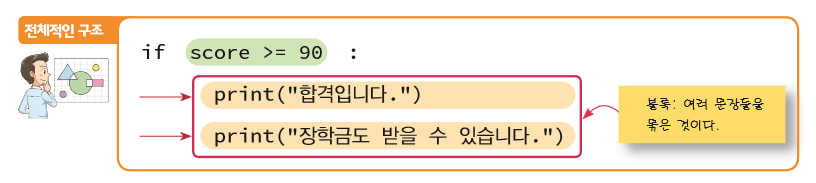 전체적인 구조
if score >= 90 :
print("합격입니다.")
print("장학금도 받을 수 있습니다.")
블록: 여러 문장들을
묶은 것이다.